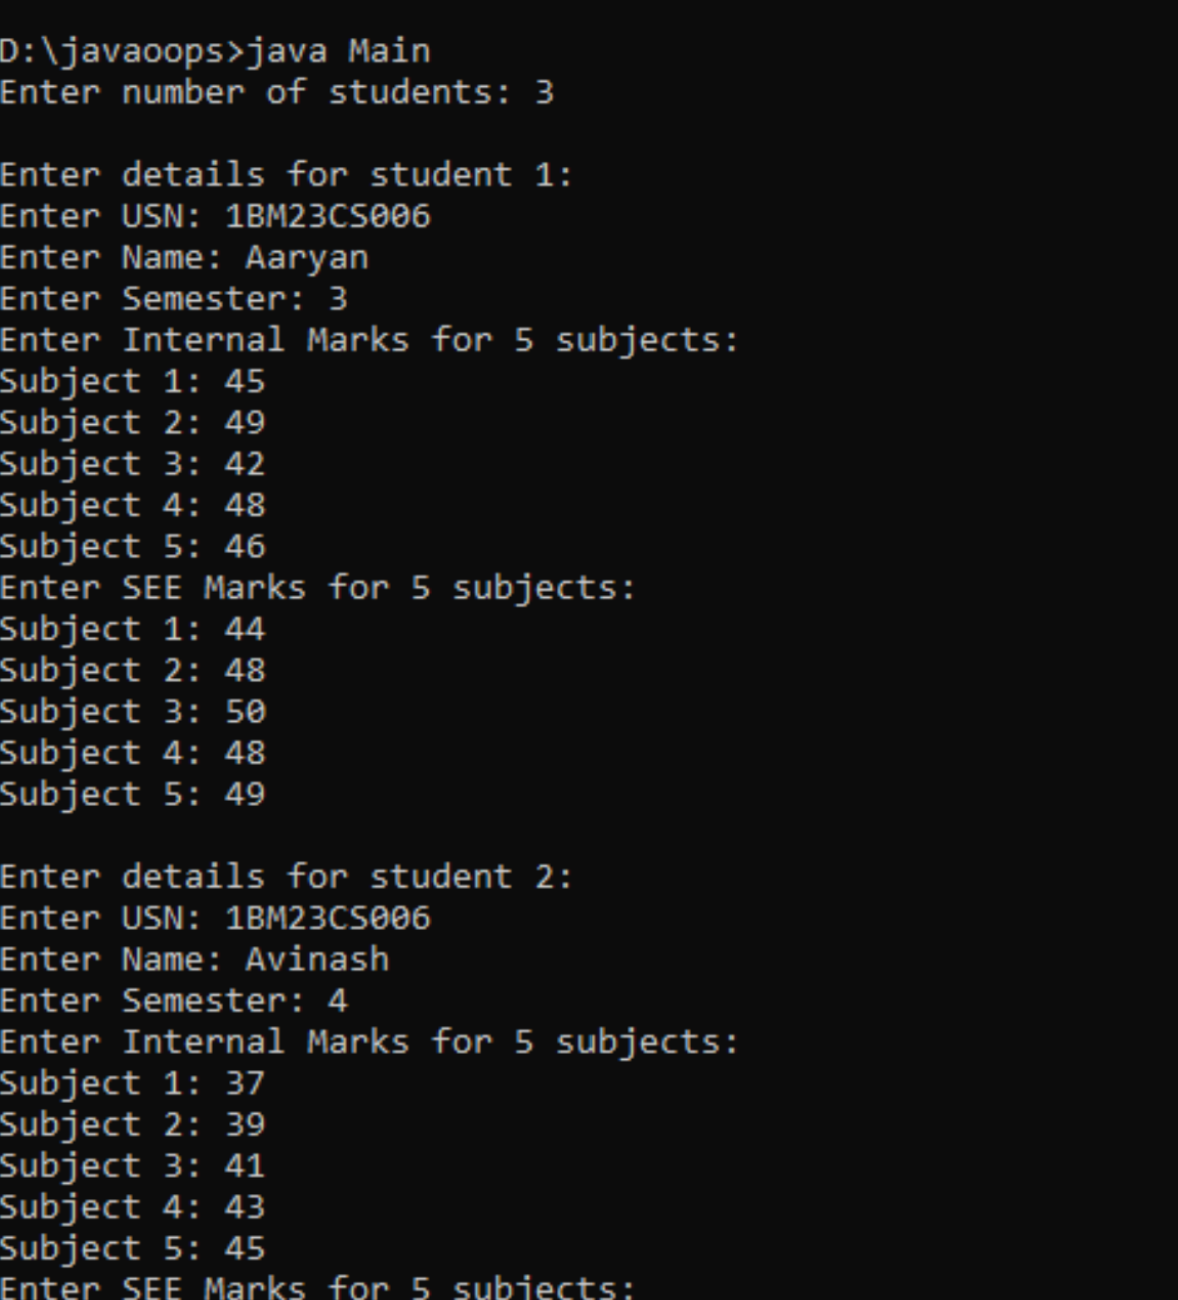 D:\javaoops>java Main
Enter number of students: 3
Enter details for student 1:
Enter USN: 1BM23CS006
Enter Name: Aaryan
Enter Semester: 3
Enter Internal Marks for 5 subjects:
Subject 1: 45
Subject 2: 49
Subject 3: 42
Subject 4: 48
Subject 5: 46
Enter SEE Marks for 5 subjects:
Subject 1: 44
Subject 2: 48
Subject 3: 50
Subject 4: 48
Subject 5: 49
Enter details for student 2:
Enter USN: 1BM23CS006
Enter Name: Avinash
Enter Semester: 4
Enter Internal Marks for 5 subjects:
Subject 1: 37
Subject 2: 39
Subject 3: 41
Subject 4: 43
Subject 5: 45
Enter SEE Marks for 5 subjects: